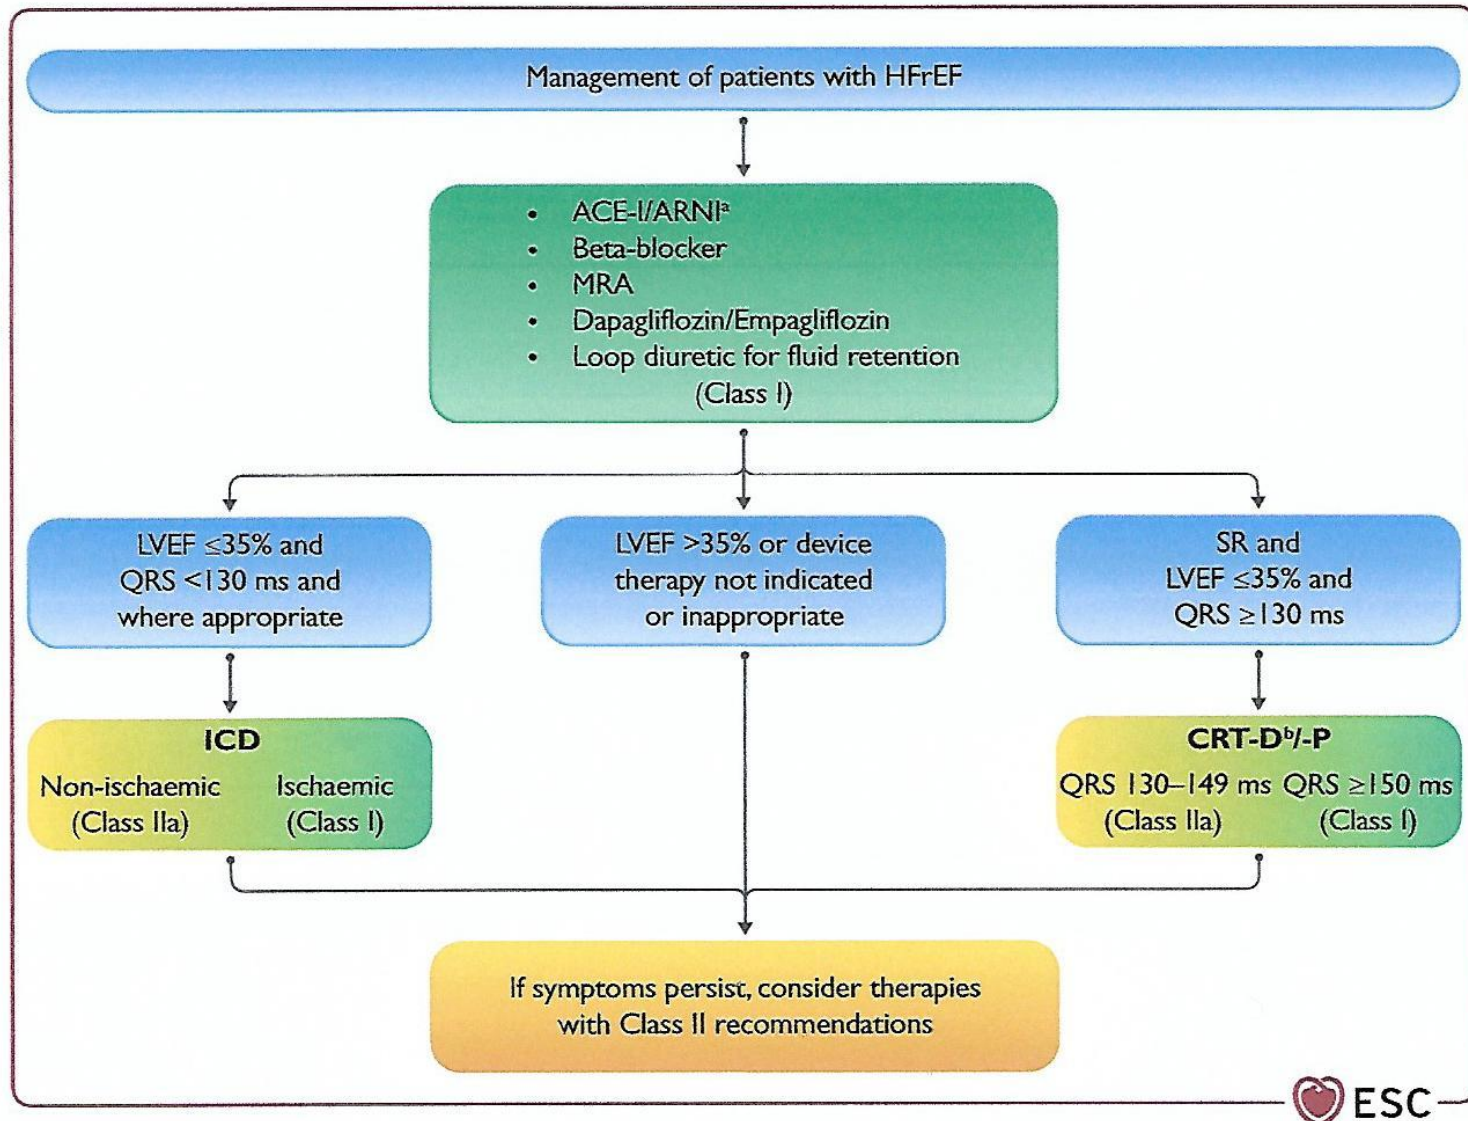 Management of patients with HFrEF
• ACE-I/ARNIᵃ
• Beta-blocker
• MRA
• Dapagliflozin/Empagliflozin
• Loop diuretic for fluid retention
(Class I)
LVEF ≤35% and
QRS <130 ms and
where appropriate
LVEF >35% or device
therapy not indicated
or inappropriate
SR and
LVEF ≤35% and
QRS ≥130 ms
ICD
Non-ischaemic
(Class IIa)
Ischaemic
(Class I)
CRT-Dᵇ/-P
QRS 130–149 ms
(Class IIa)
QRS ≥150 ms
(Class I)
If symptoms persist, consider therapies
with Class II recommendations
ESC